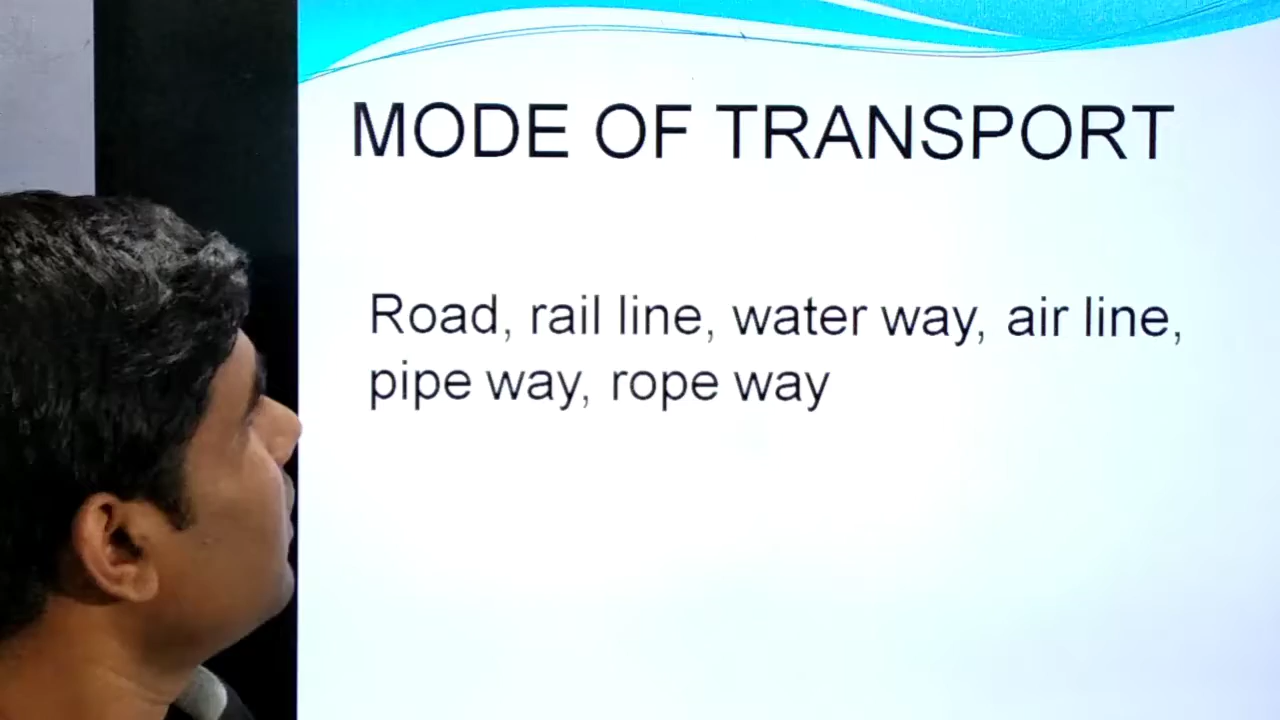 MODE OF TRANSPORT
Road, rail line, water way, air line,
pipe way, rope way